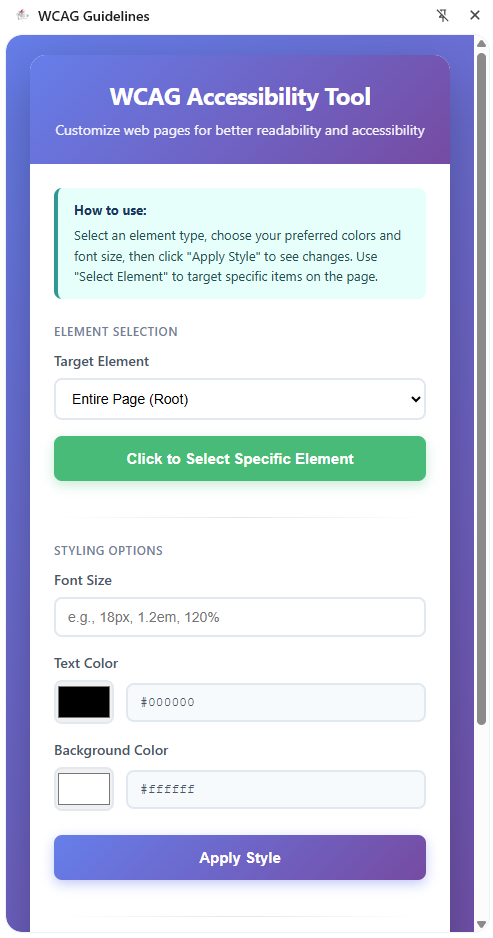 WCAG Guidelines
WCAG Accessibility Tool
Customize web pages for better readability and accessibility
How to use:
Select an element type, choose your preferred colors and
font size, then click "Apply Style" to see changes. Use
"Select Element" to target specific items on the page.
ELEMENT SELECTION
Target Element
Entire Page (Root)
Click to Select Specific Element
STYLING OPTIONS
Font Size
e.g., 18px, 1.2em, 120%
Text Color
#000000
Background Color
#ffffff
Apply Style